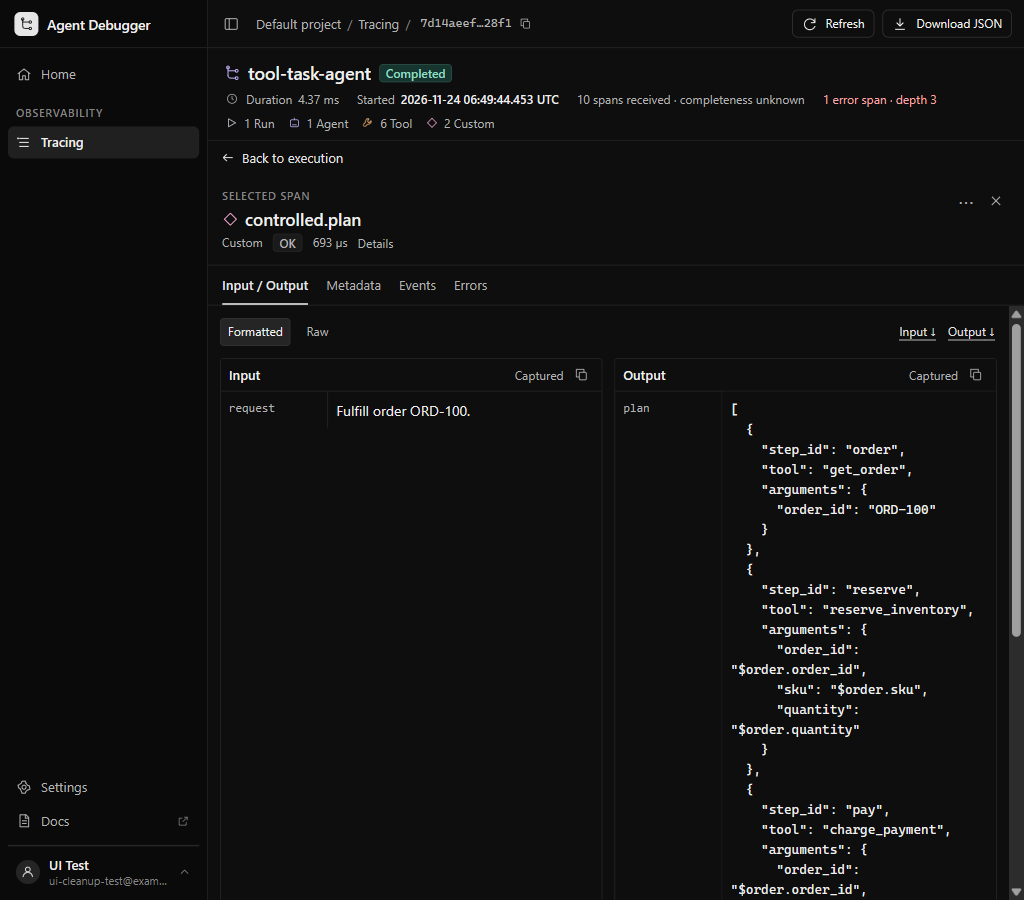 Agent Debugger
Default project / Tracing / 7d14aeef…28f1
Refresh
Download JSON
Home
OBSERVABILITY
Tracing
tool-task-agent Completed
Duration 4.37 ms Started 2026-11-24 06:49:44.453 UTC 10 spans received · completeness unknown 1 error span · depth 3
1 Run 1 Agent 6 Tool 2 Custom
Back to execution
SELECTED SPAN
controlled.plan
Custom OK 693 µs Details
Input / Output Metadata Events Errors
Formatted Raw
Input ↓ Output ↓
Input Captured
request Fulfill order ORD-100.
Output Captured
plan
[
  {
    "step_id": "order",
    "tool": "get_order",
    "arguments": {
      "order_id": "ORD-100"
    }
  },
  {
    "step_id": "reserve",
    "tool": "reserve_inventory",
    "arguments": {
      "order_id":
"$order.order_id",
      "sku": "$order.sku",
      "quantity":
"$order.quantity"
    }
  },
  {
    "step_id": "pay",
    "tool": "charge_payment",
    "arguments": {
      "order_id":
"$order.order_id",
Settings
Docs
UI Test
ui-cleanup-test@exam...